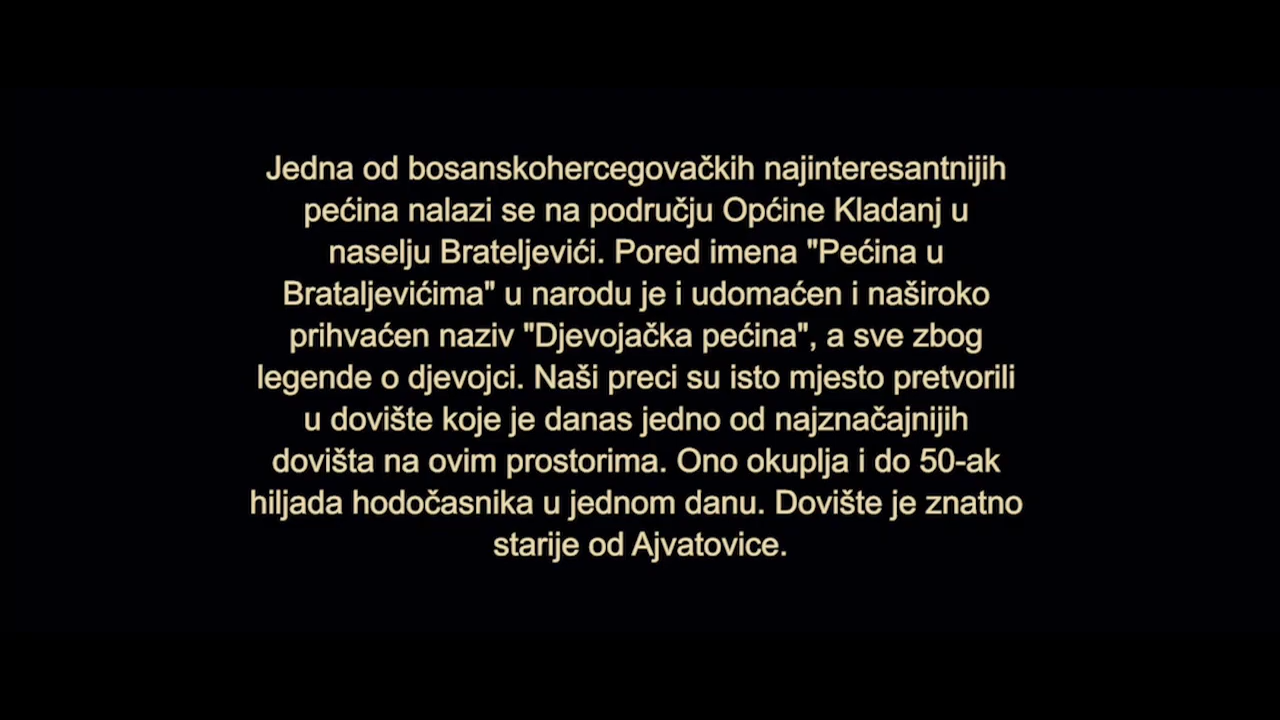 Jedna od bosanskohercegovačkih najinteresantnijih
pećina nalazi se na području Općine Kladanj u
naselju Brateljevići. Pored imena "Pećina u
Brataljevićima" u narodu je i udomaćen i naširoko
prihvaćen naziv "Djevojačka pećina", a sve zbog
legende o djevojci. Naši preci su isto mjesto pretvorili
u dovište koje je danas jedno od najznačajnijih
dovišta na ovim prostorima. Ono okuplja i do 50-ak
hiljada hodočasnika u jednom danu. Dovište je znatno
starije od Ajvatovice.